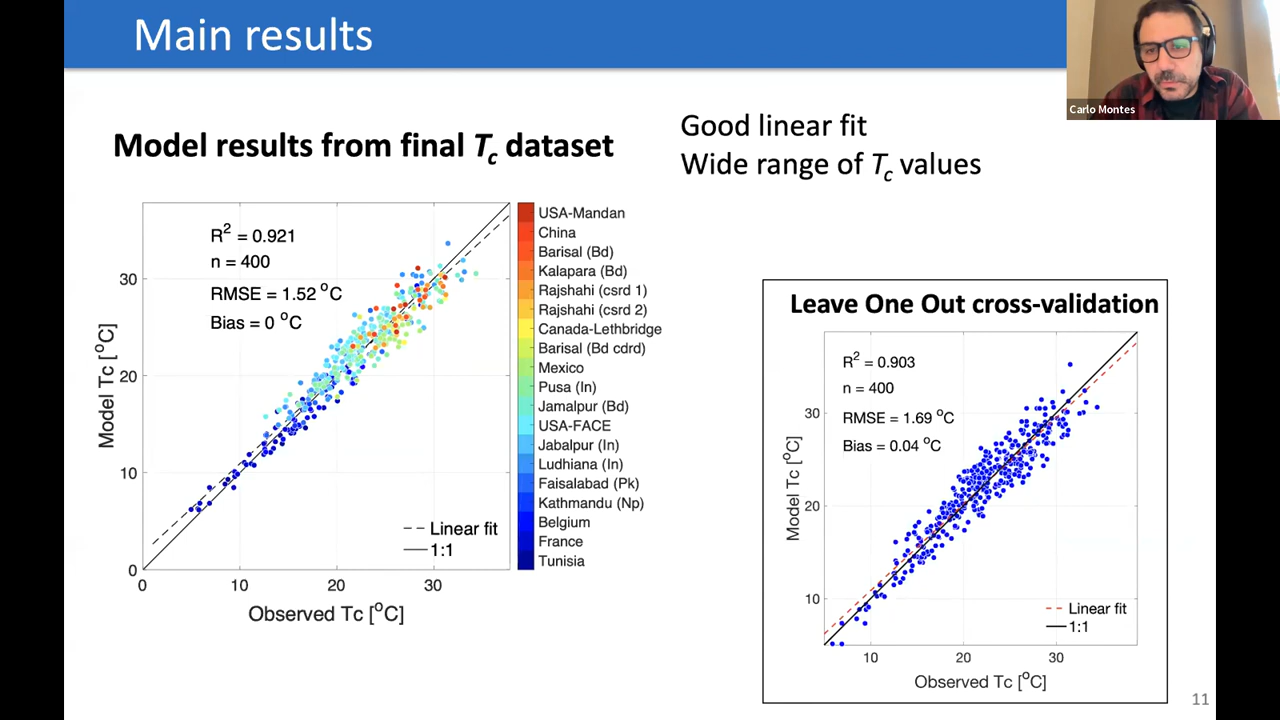 Main results
Carlo Montes
Model results from final Tc dataset
Good linear fit
Wide range of Tc values
R² = 0.921
n = 400
RMSE = 1.52 °C
Bias = 0 °C
30
20
10
0
0 10 20 30
Model Tc [°C]
Observed Tc [°C]
Linear fit
1:1
USA-Mandan
China
Barisal (Bd)
Kalapara (Bd)
Rajshahi (csrd 1)
Rajshahi (csrd 2)
Canada-Lethbridge
Barisal (Bd cdrd)
Mexico
Pusa (In)
Jamalpur (Bd)
USA-FACE
Jabalpur (In)
Ludhiana (In)
Faisalabad (Pk)
Kathmandu (Np)
Belgium
France
Tunisia
Leave One Out cross-validation
R² = 0.903
n = 400
RMSE = 1.69 °C
Bias = 0.04 °C
30
20
10
10 20 30
Model Tc [°C]
Observed Tc [°C]
Linear fit
1:1
11